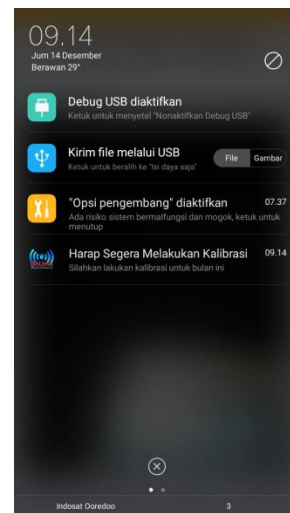 09.14
Jum 14 Desember
Berawan 29°
Debug USB diaktifkan
Ketuk untuk menyetel "Nonaktifkan Debug USB"
Kirim file melalui USB
Ketuk untuk beralih ke "Isi daya saja"
File Gambar
"Opsi pengembang" diaktifkan 07.37
Ada risiko sistem bermalfungsi dan mogok, ketuk untuk
menutup
Harap Segera Melakukan Kalibrasi 09.14
Silahkan lakukan kalibrasi untuk bulan ini
Indosat Ooredoo 3